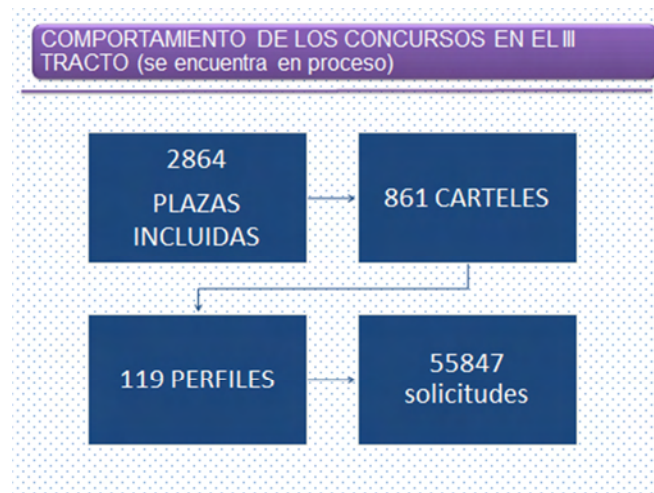 COMPORTAMIENTO DE LOS CONCURSOS EN EL III
TRACTO (se encuentra en proceso)
2864
PLAZAS
INCLUIDAS
861 CARTELES
119 PERFILES
55847
solicitudes